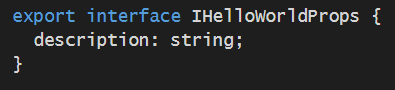 export interface IHelloWorldProps {
  description: string;
}